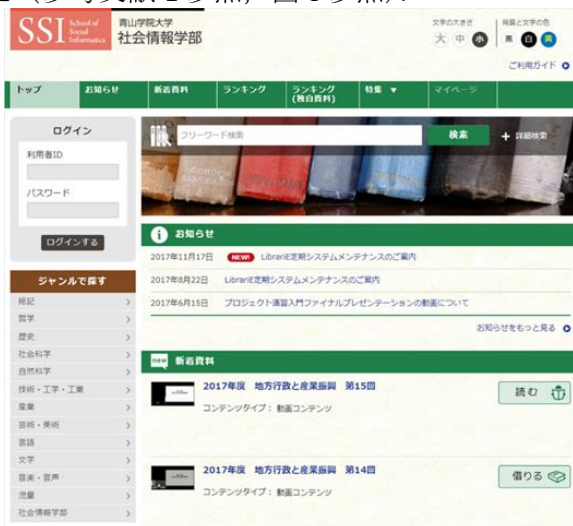 SSI School of Social Informatics 青山学院大学 社会情報学部
文字の大きさ 背景と文字の色
大 中 小 黒 白 青
ご利用ガイド
トップ お知らせ 新着資料 ランキング ランキング(独自資料) 特集 ▼ マイページ
ログイン
利用者ID
パスワード
ログインする
フリーワード検索 検索 + 詳細検索
お知らせ
2017年11月17日 NEW! LibrariE定期システムメンテナンスのご案内
2017年8月22日 LibrariE定期システムメンテナンスのご案内
2017年6月15日 プロジェクト演習入門ファイナルプレゼンテーションの動画について
お知らせをもっと見る
ジャンルで探す
総記
哲学
歴史
社会科学
自然科学
技術・工学・工業
産業
芸術・美術
言語
文学
音楽・音声
児童
社会情報学部
new 新着資料
2017年度 地方行政と産業振興 第15回
コンテンツタイプ: 動画コンテンツ
読む
2017年度 地方行政と産業振興 第14回
コンテンツタイプ: 動画コンテンツ
借りる